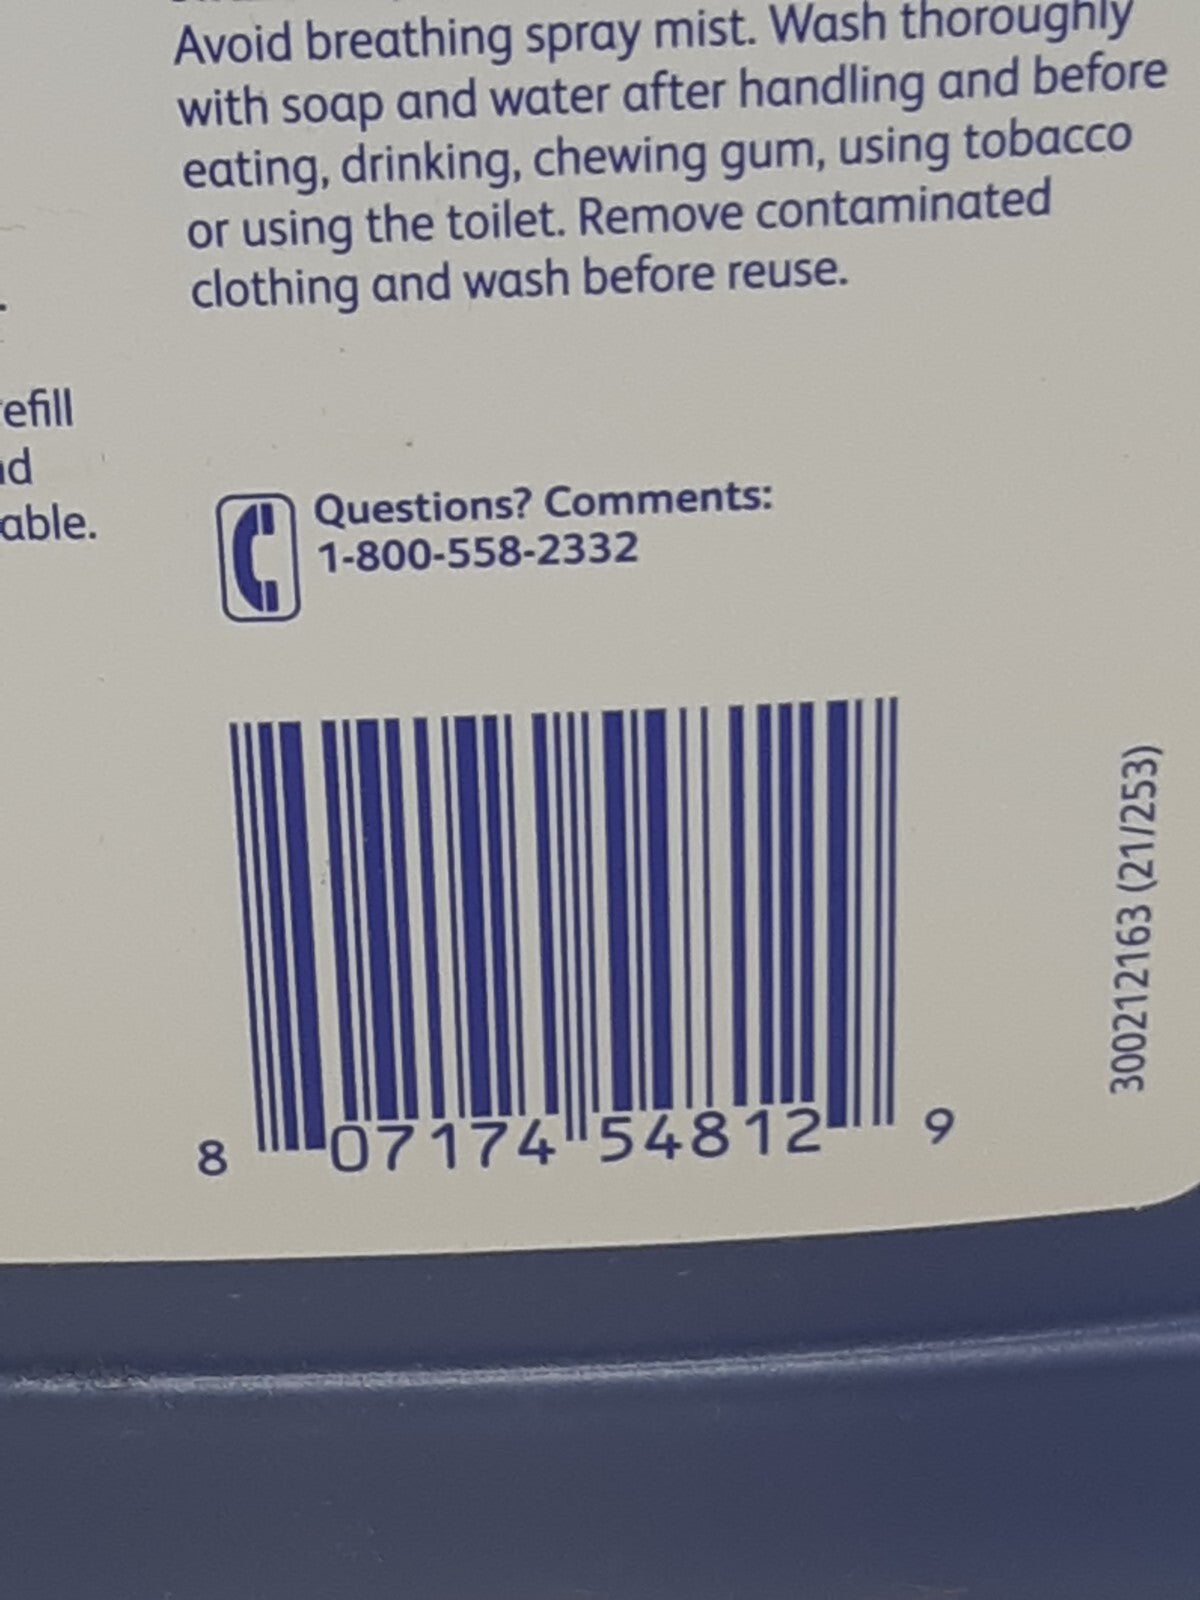 Avoid breathing spray mist. Wash thoroughly
with soap and water after handling and before
eating, drinking, chewing gum, using tobacco
or using the toilet. Remove contaminated
clothing and wash before reuse.
efill
able.
Questions? Comments:
1-800-558-2332
8 07174 54812 9
300212163 (21/253)